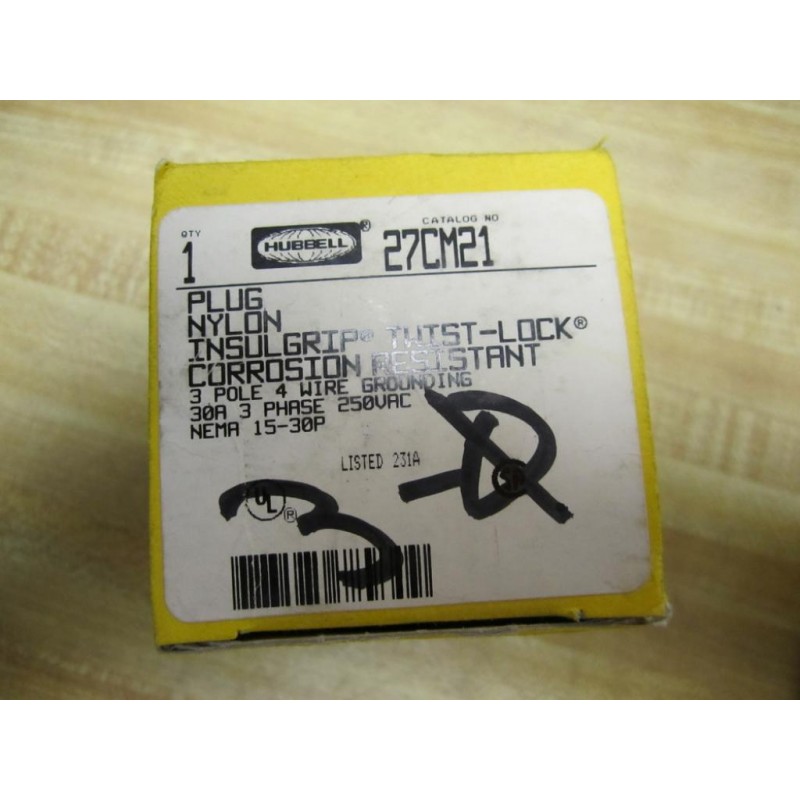 QTY
1
HUBBELL®
CATALOG NO
27CM21
PLUG
NYLON
INSULGRIP® TWIST-LOCK®
CORROSION RESISTANT
3 POLE 4 WIRE GROUNDING
30A 3 PHASE 250VAC
NEMA 15-30P
LISTED 231A
UL®